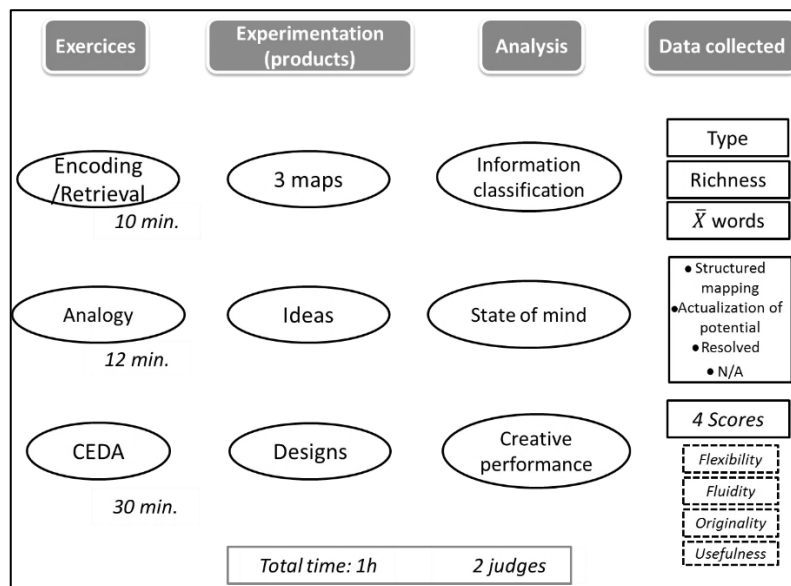 Exercices
Experimentation
(products)
Analysis
Data collected
Encoding
/Retrieval
10 min.
3 maps
Information
classification
Type
Richness
X̄ words
Analogy
12 min.
Ideas
State of mind
● Structured
mapping
●Actualization of
potential
● Resolved
● N/A
CEDA
30 min.
Designs
Creative
performance
4 Scores
Flexibility
Fluidity
Originality
Usefulness
Total time: 1h 2 judges